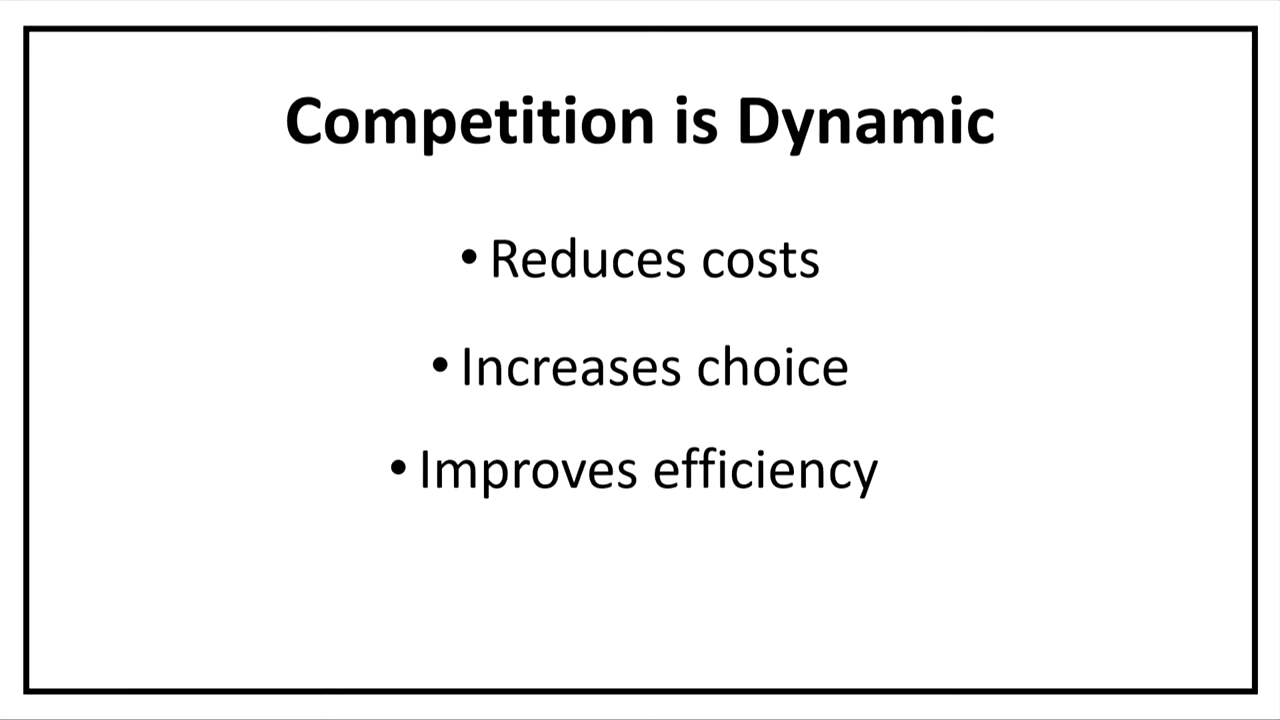 Competition is Dynamic
• Reduces costs
• Increases choice
• Improves efficiency